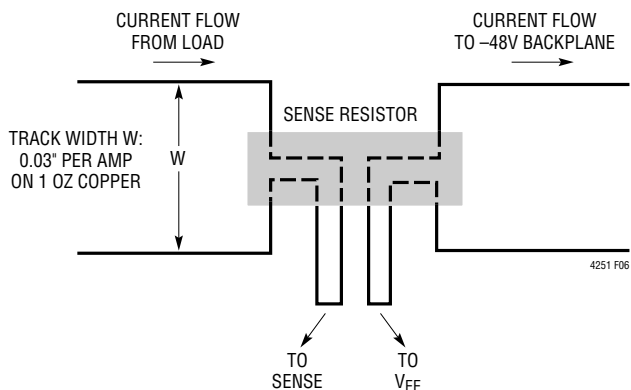 CURRENT FLOW
FROM LOAD
CURRENT FLOW
TO –48V BACKPLANE
SENSE RESISTOR
TRACK WIDTH W:
0.03" PER AMP
ON 1 OZ COPPER
W
4251 F06
TO
SENSE
TO
VEE